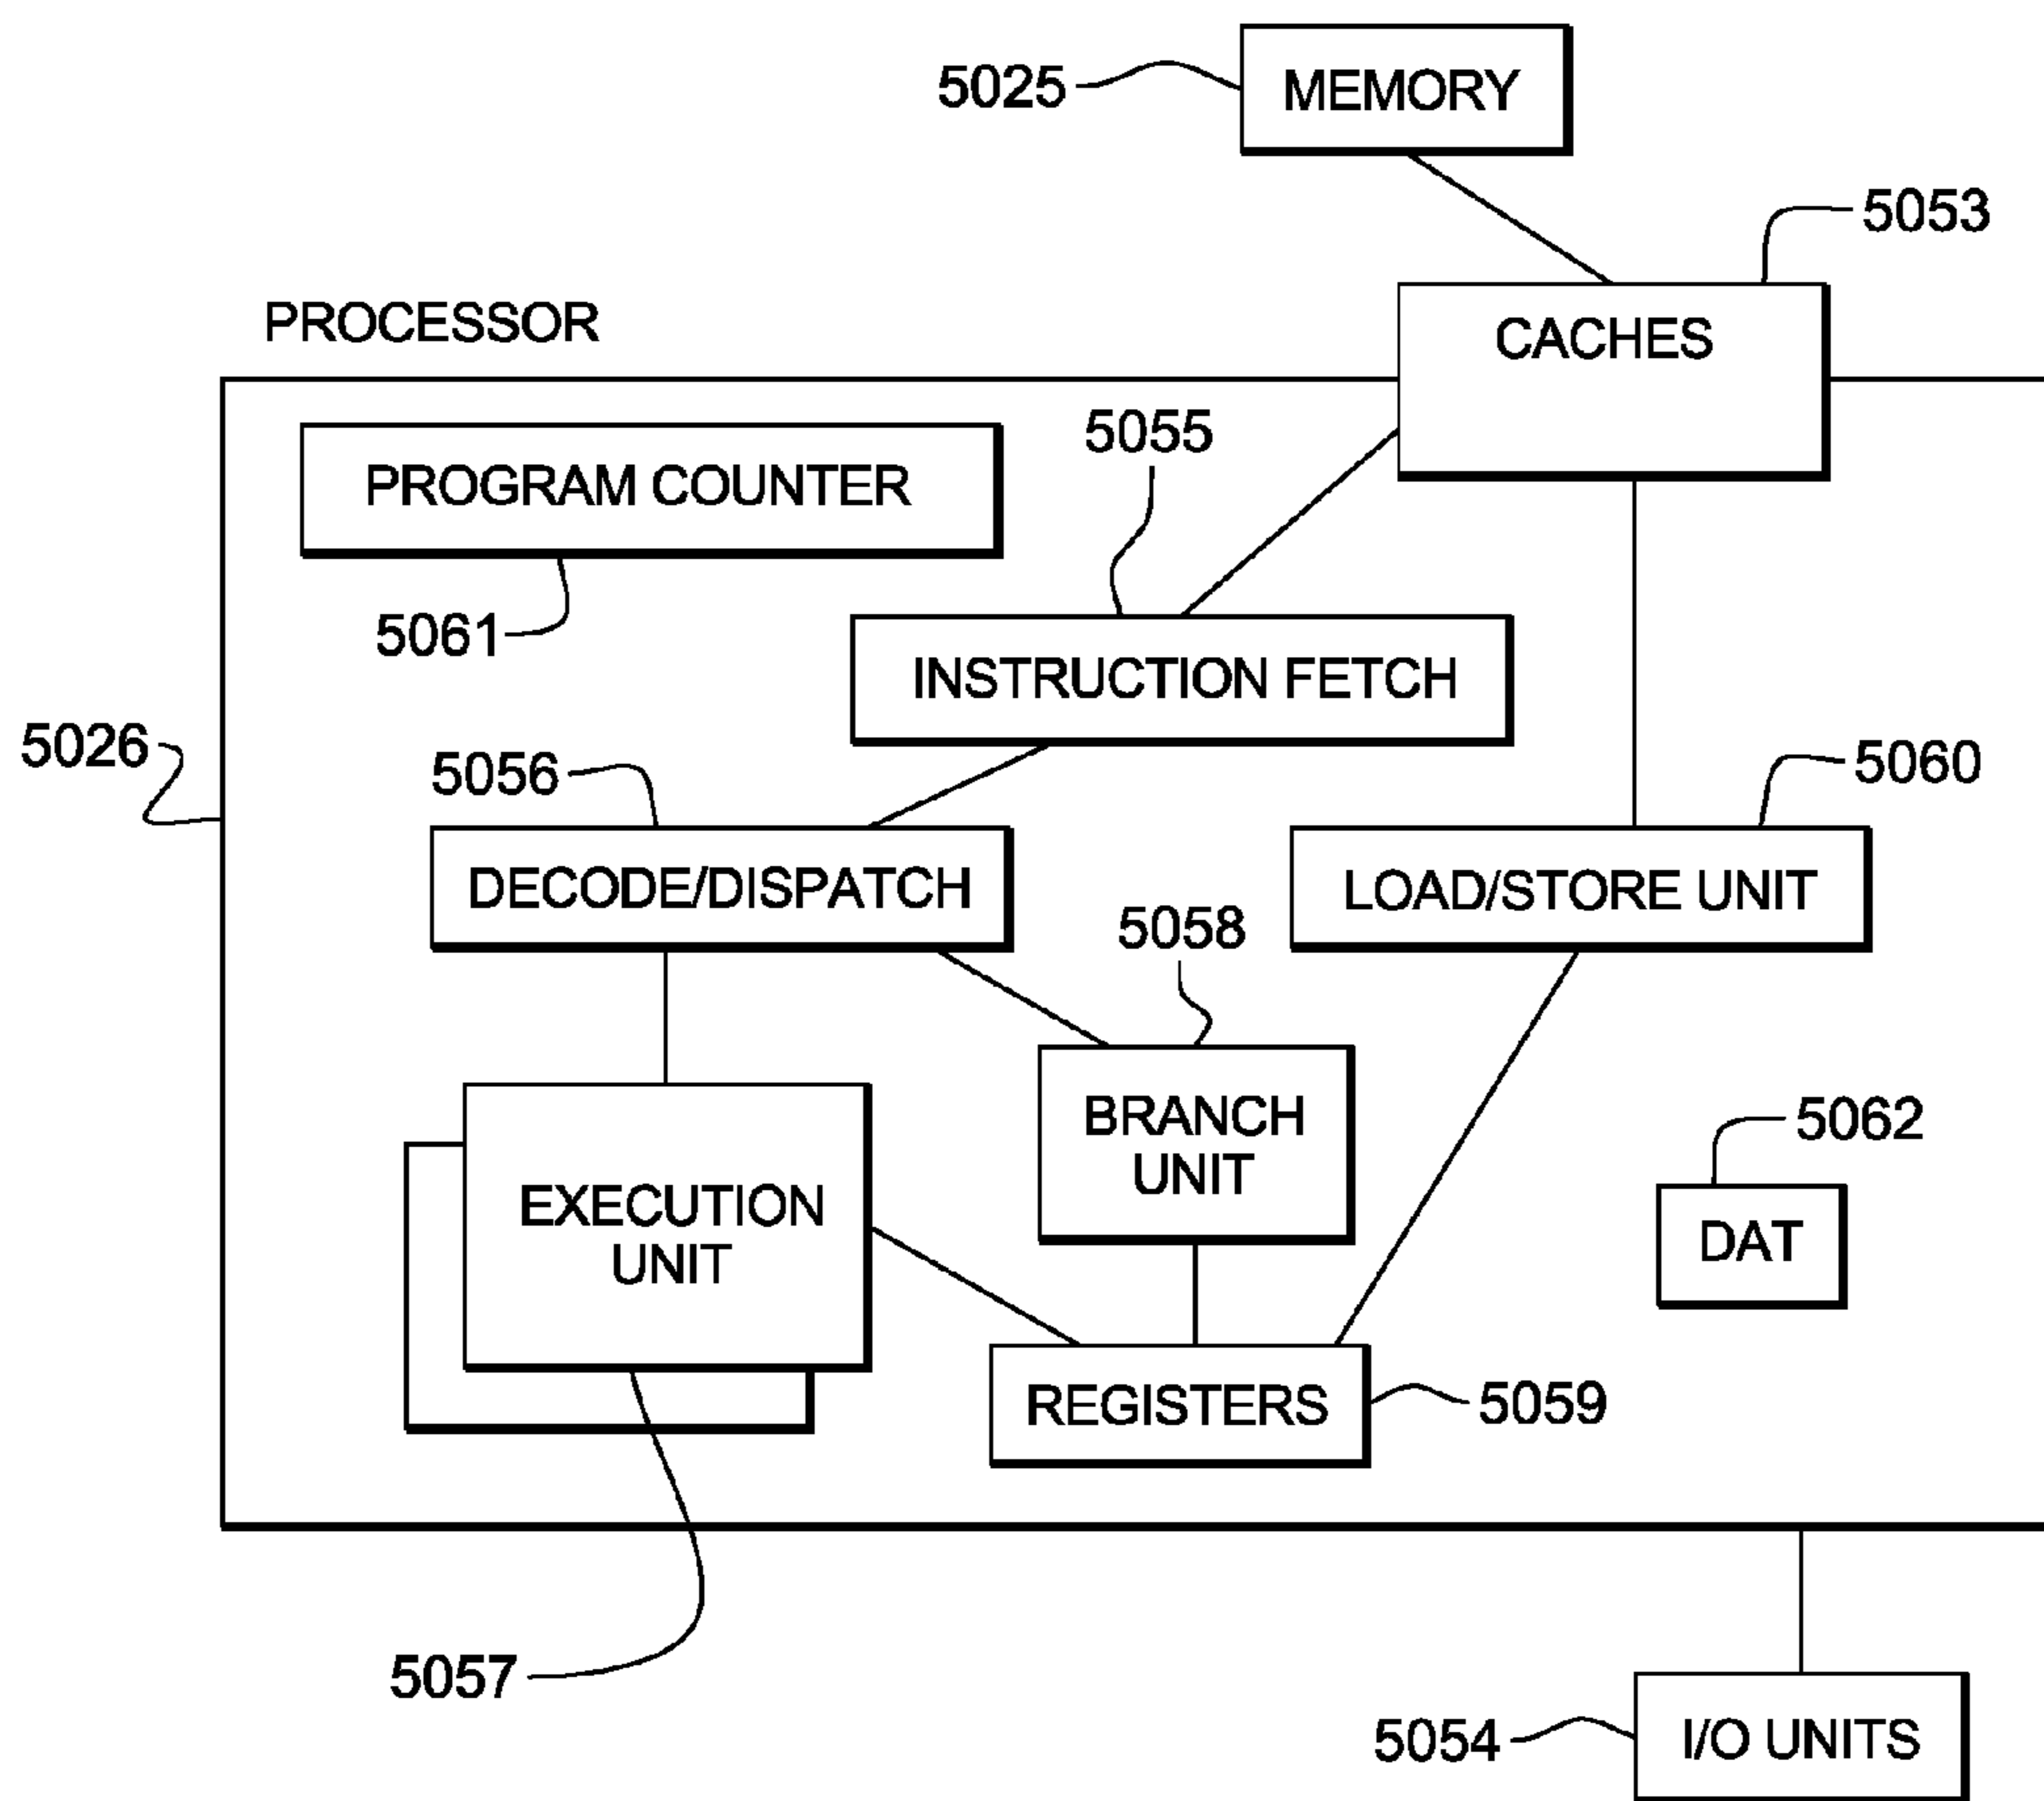 MEMORY
5025
5053
CACHES
PROCESSOR
5055
PROGRAM COUNTER
5061
INSTRUCTION FETCH
5026
5056
5060
DECODE/DISPATCH
LOAD/STORE UNIT
5058
BRANCH
UNIT
5062
EXECUTION
UNIT
DAT
REGISTERS
5059
5057
5054
I/O UNITS